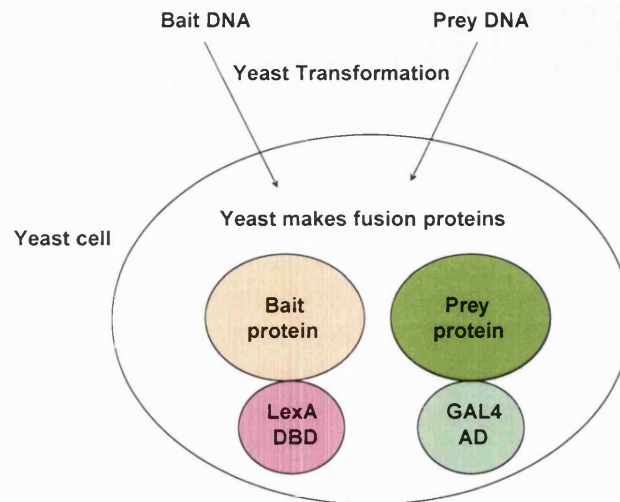 Bait DNA
Prey DNA
Yeast Transformation
Yeast makes fusion proteins
Yeast cell
Bait
protein
Prey
protein
LexA
DBD
GAL4
AD